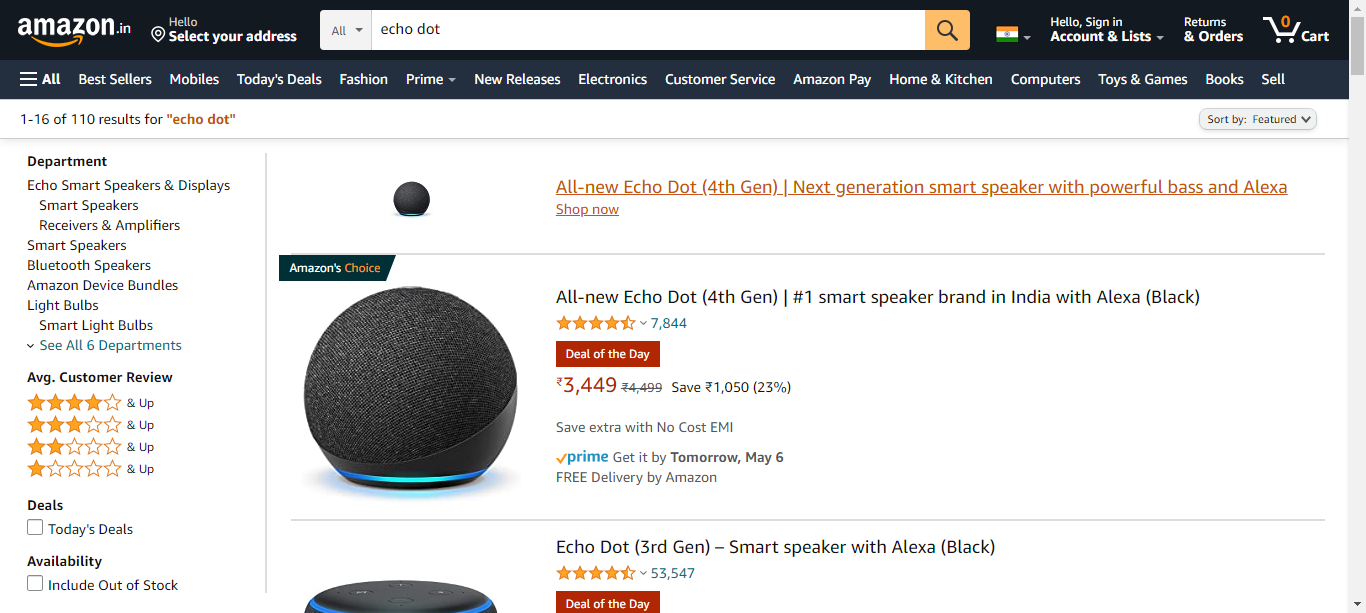 amazon.in
Hello
Select your address
All
echo dot
Hello, Sign in
Account & Lists
Returns
& Orders
0
Cart
All Best Sellers Mobiles Today's Deals Fashion Prime New Releases Electronics Customer Service Amazon Pay Home & Kitchen Computers Toys & Games Books Sell
1-16 of 110 results for "echo dot"
Sort by: Featured
Department
Echo Smart Speakers & Displays
Smart Speakers
Receivers & Amplifiers
Smart Speakers
Bluetooth Speakers
Amazon Device Bundles
Light Bulbs
Smart Light Bulbs
See All 6 Departments
Avg. Customer Review
& Up
& Up
& Up
& Up
Deals
Today's Deals
Availability
Include Out of Stock
All-new Echo Dot (4th Gen) | Next generation smart speaker with powerful bass and Alexa
Shop now
Amazon's Choice
All-new Echo Dot (4th Gen) | #1 smart speaker brand in India with Alexa (Black)
7,844
Deal of the Day
₹3,449 ₹4,499 Save ₹1,050 (23%)
Save extra with No Cost EMI
prime Get it by Tomorrow, May 6
FREE Delivery by Amazon
Echo Dot (3rd Gen) – Smart speaker with Alexa (Black)
53,547
Deal of the Day